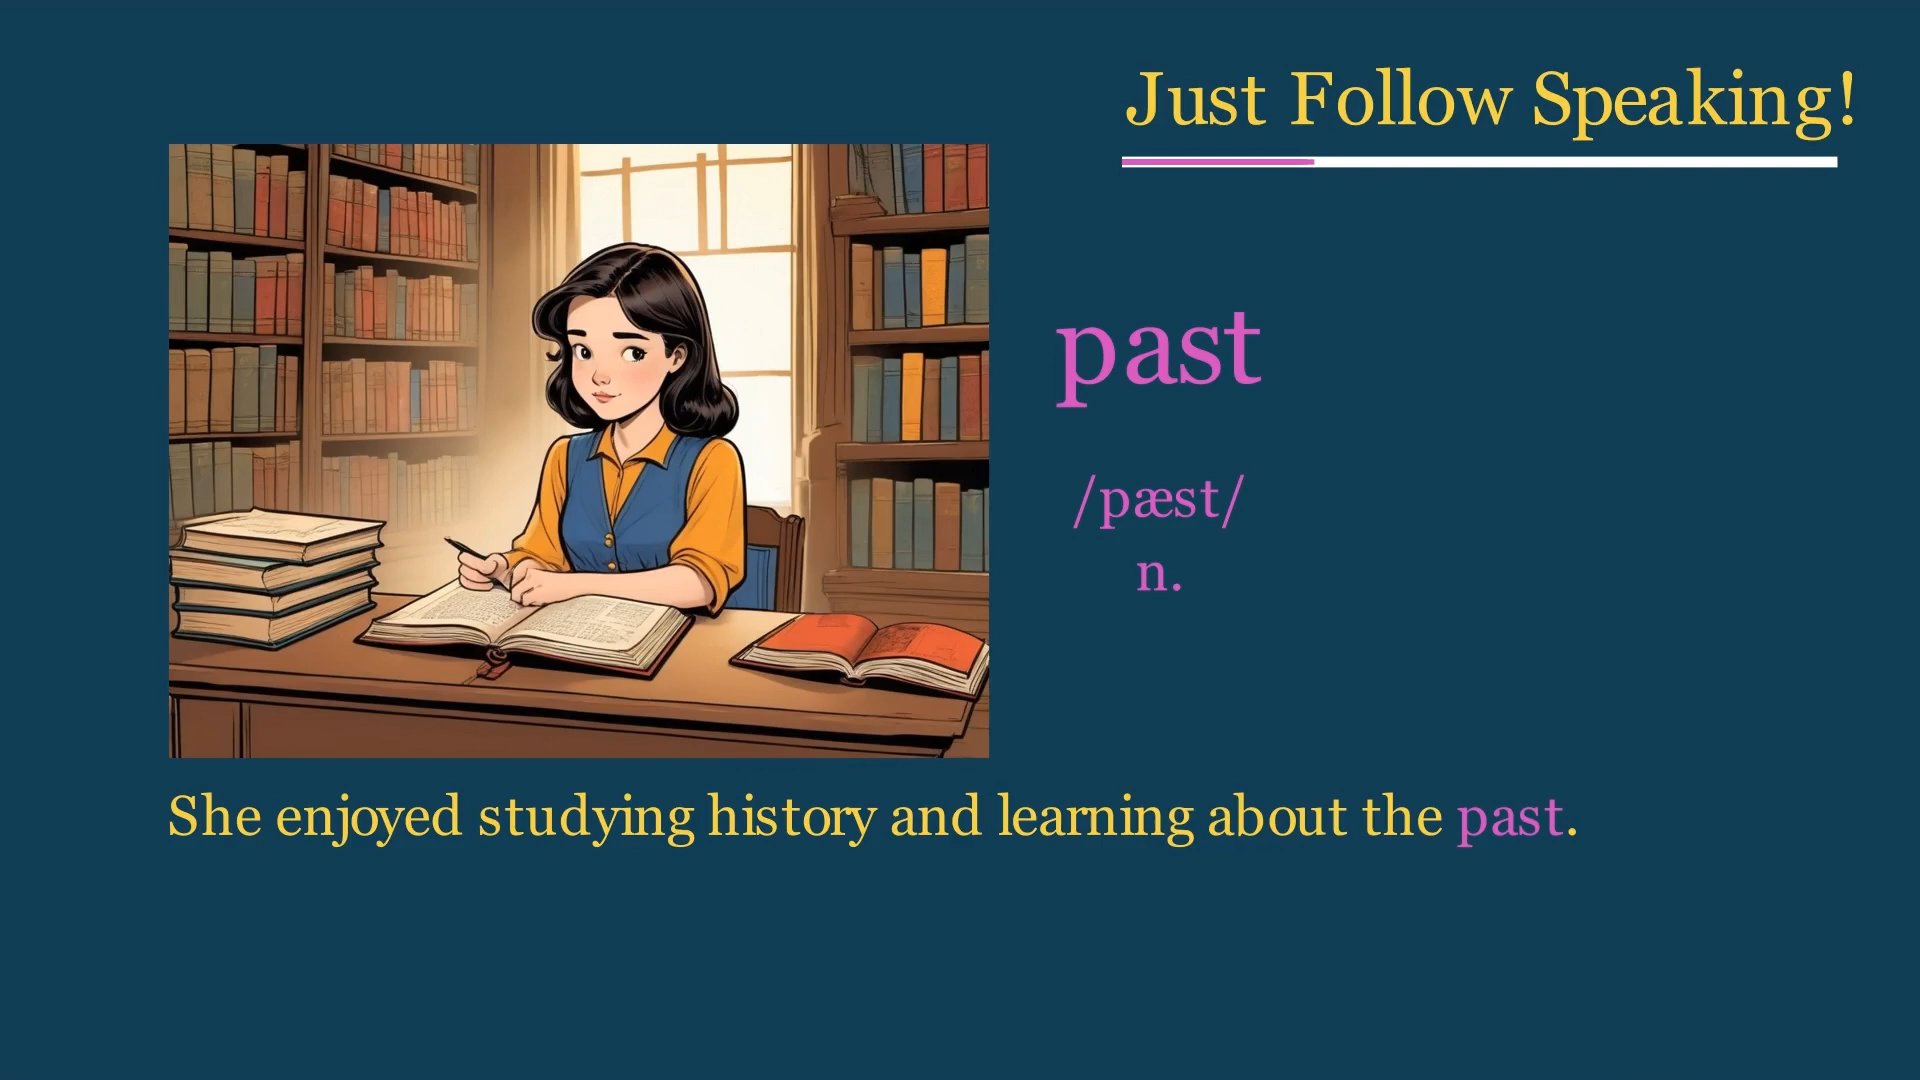 Just Follow Speaking!
past
/pæst/
n.
She enjoyed studying history and learning about the past.